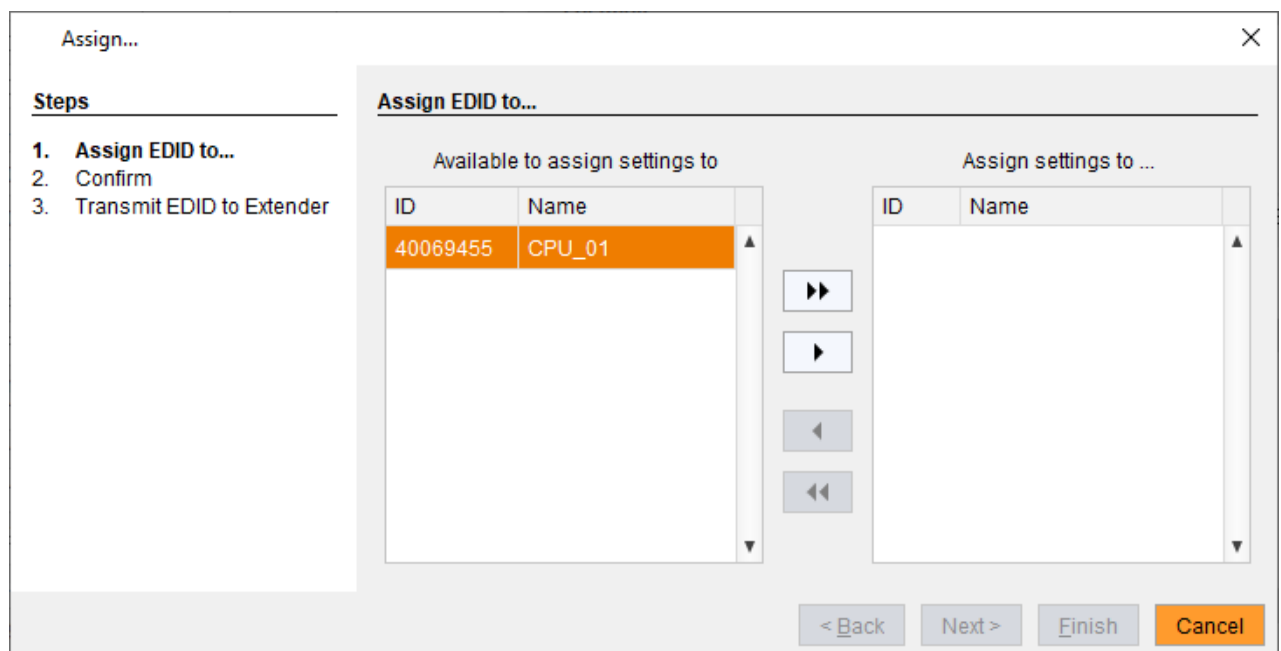 Assign...
Steps
1. Assign EDID to...
2. Confirm
3. Transmit EDID to Extender
Assign EDID to...
Available to assign settings to
ID Name
40069455 CPU_01
Assign settings to ...
ID Name
< Back Next > Finish Cancel